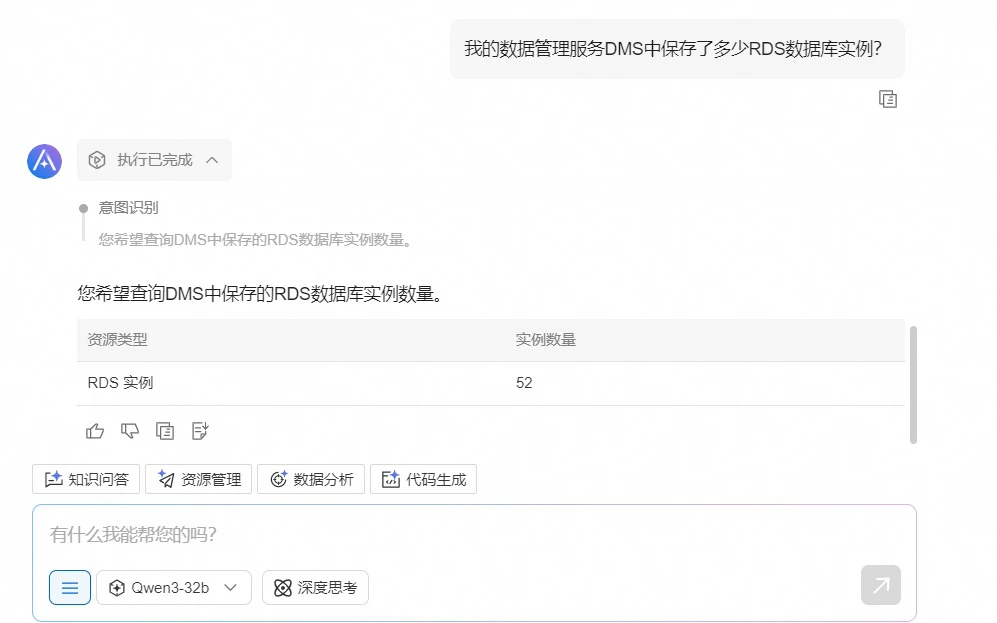 我的数据管理服务DMS中保存了多少RDS数据库实例?
执行已完成
意图识别
您希望查询DMS中保存的RDS数据库实例数量。
您希望查询DMS中保存的RDS数据库实例数量。
资源类型 实例数量
RDS 实例 52
知识问答 资源管理 数据分析 代码生成
有什么我能帮您的吗?
Qwen3-32b 深度思考